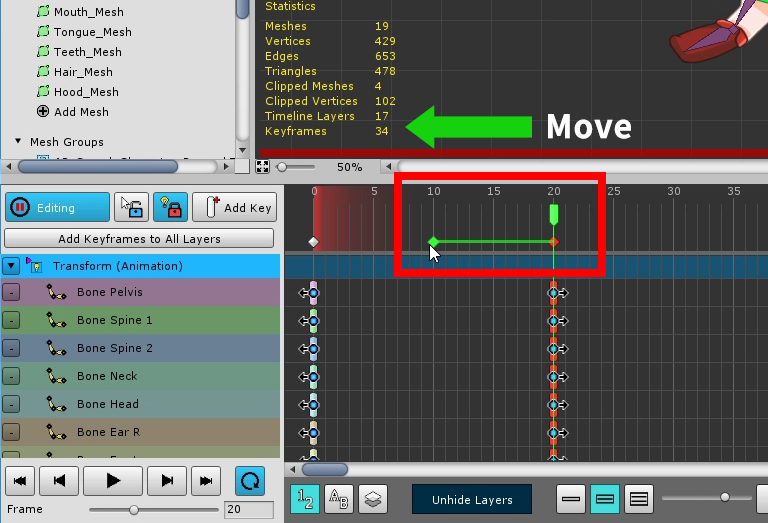 Mouth_Mesh
Tongue_Mesh
Teeth_Mesh
Hair_Mesh
Hood_Mesh
Add Mesh
Mesh Groups
Statistics
Meshes 19
Vertices 429
Edges 653
Triangles 478
Clipped Meshes 4
Clipped Vertices 102
Timeline Layers 17
Keyframes 34
Move
50%
Editing
Add Key
Add Keyframes to All Layers
0 5 10 15 20 25 30 35
Transform (Animation)
Bone Pelvis
Bone Spine 1
Bone Spine 2
Bone Neck
Bone Head
Bone Ear R
Frame 20
1 2
A B
Unhide Layers